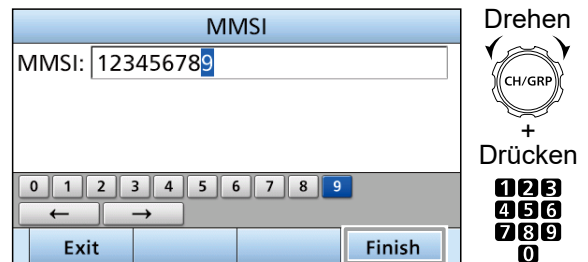 MMSI
MMSI: 123456789
0 1 2 3 4 5 6 7 8 9
← →
Exit Finish
Drehen
CH/GRP
+
Drücken
1 2 3
4 5 6
7 8 9
0